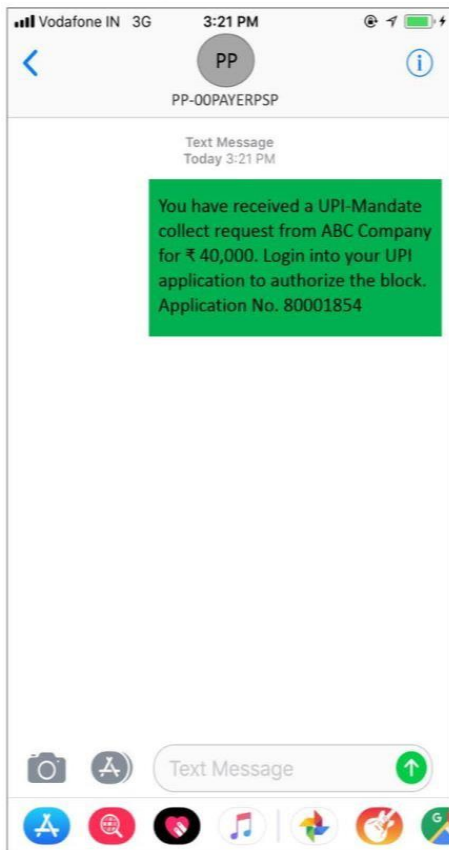 Vodafone IN 3G 3:21 PM
PP
PP-00PAYERPSP
Text Message
Today 3:21 PM
You have received a UPI-Mandate
collect request from ABC Company
for ₹ 40,000. Login into your UPI
application to authorize the block.
Application No. 80001854
Text Message
G